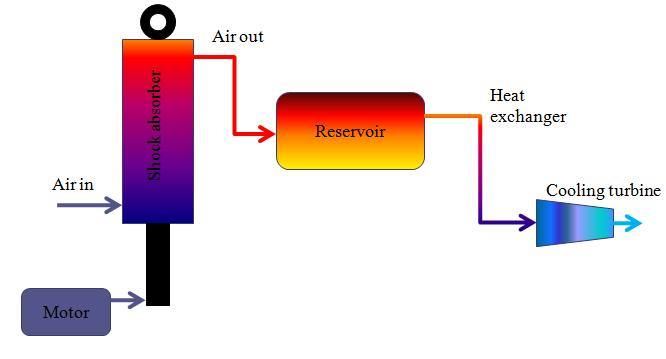 Air out
Shock absorber
Reservoir
Heat
exchanger
Air in
Cooling turbine
Motor